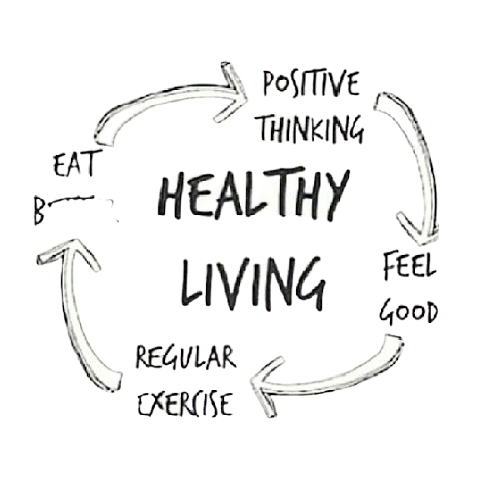 POSITIVE
THINKING
EAT
HEALTHY
LIVING
FEEL
GOOD
REGULAR
EXERCISE